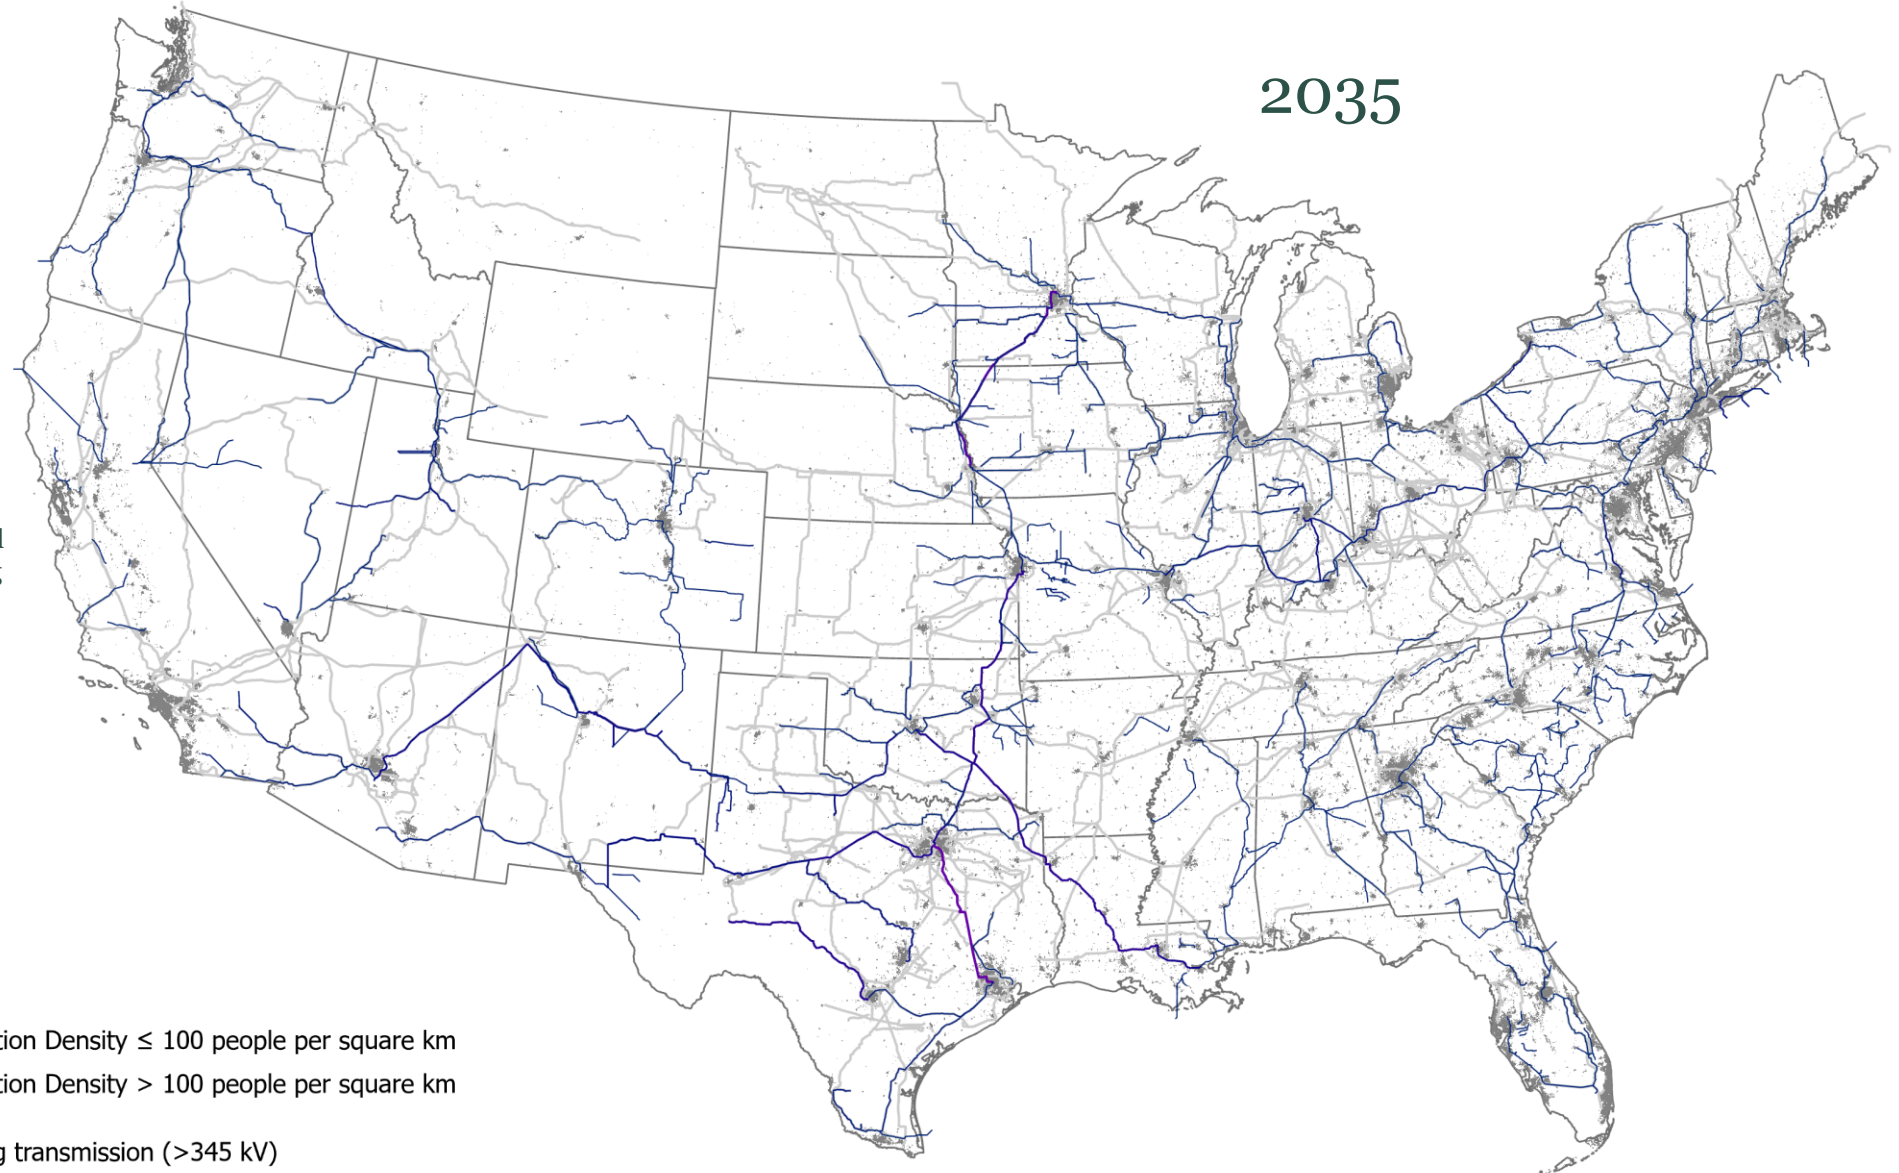 2035
tion Density ≤ 100 people per square km
tion Density > 100 people per square km
g transmission (>345 kV)